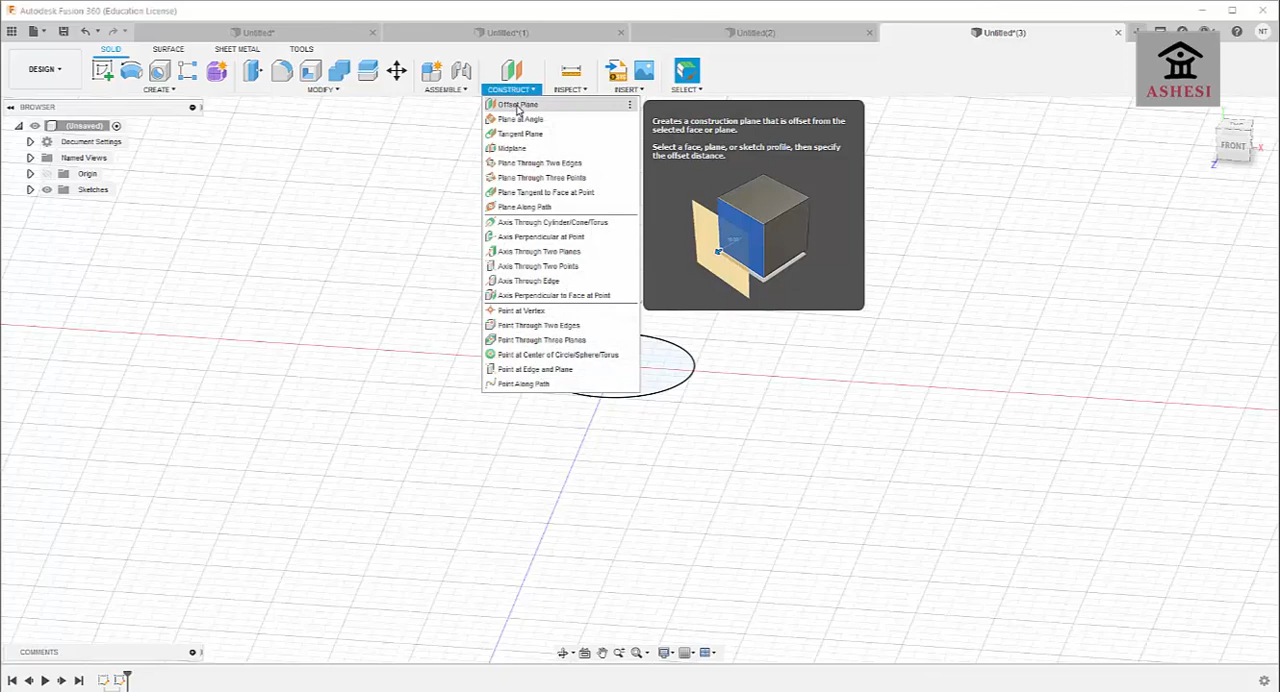 Autodesk Fusion 360 (Education License)
Untitled*
Untitled*(1)
Untitled(2)
Untitled*(3)
NT
ASHESI
DESIGN
SOLID
SURFACE
SHEET METAL
TOOLS
CREATE
MODIFY
ASSEMBLE
CONSTRUCT
INSPECT
INSERT
SELECT
BROWSER
(Unsaved)
Document Settings
Named Views
Origin
Sketches
Offset Plane
Plane at Angle
Tangent Plane
Midplane
Plane Through Two Edges
Plane Through Three Points
Plane Tangent to Face at Point
Plane Along Path
Axis Through Cylinder/Cone/Torus
Axis Perpendicular at Point
Axis Through Two Planes
Axis Through Two Points
Axis Through Edge
Axis Perpendicular to Face at Point
Point at Vertex
Point Through Two Edges
Point Through Three Planes
Point at Center of Circle/Sphere/Torus
Point at Edge and Plane
Point Along Path
Creates a construction plane that is offset from the
selected face or plane.
Select a face, plane, or sketch profile, then specify
the offset distance.
FRONT
X
Z
COMMENTS